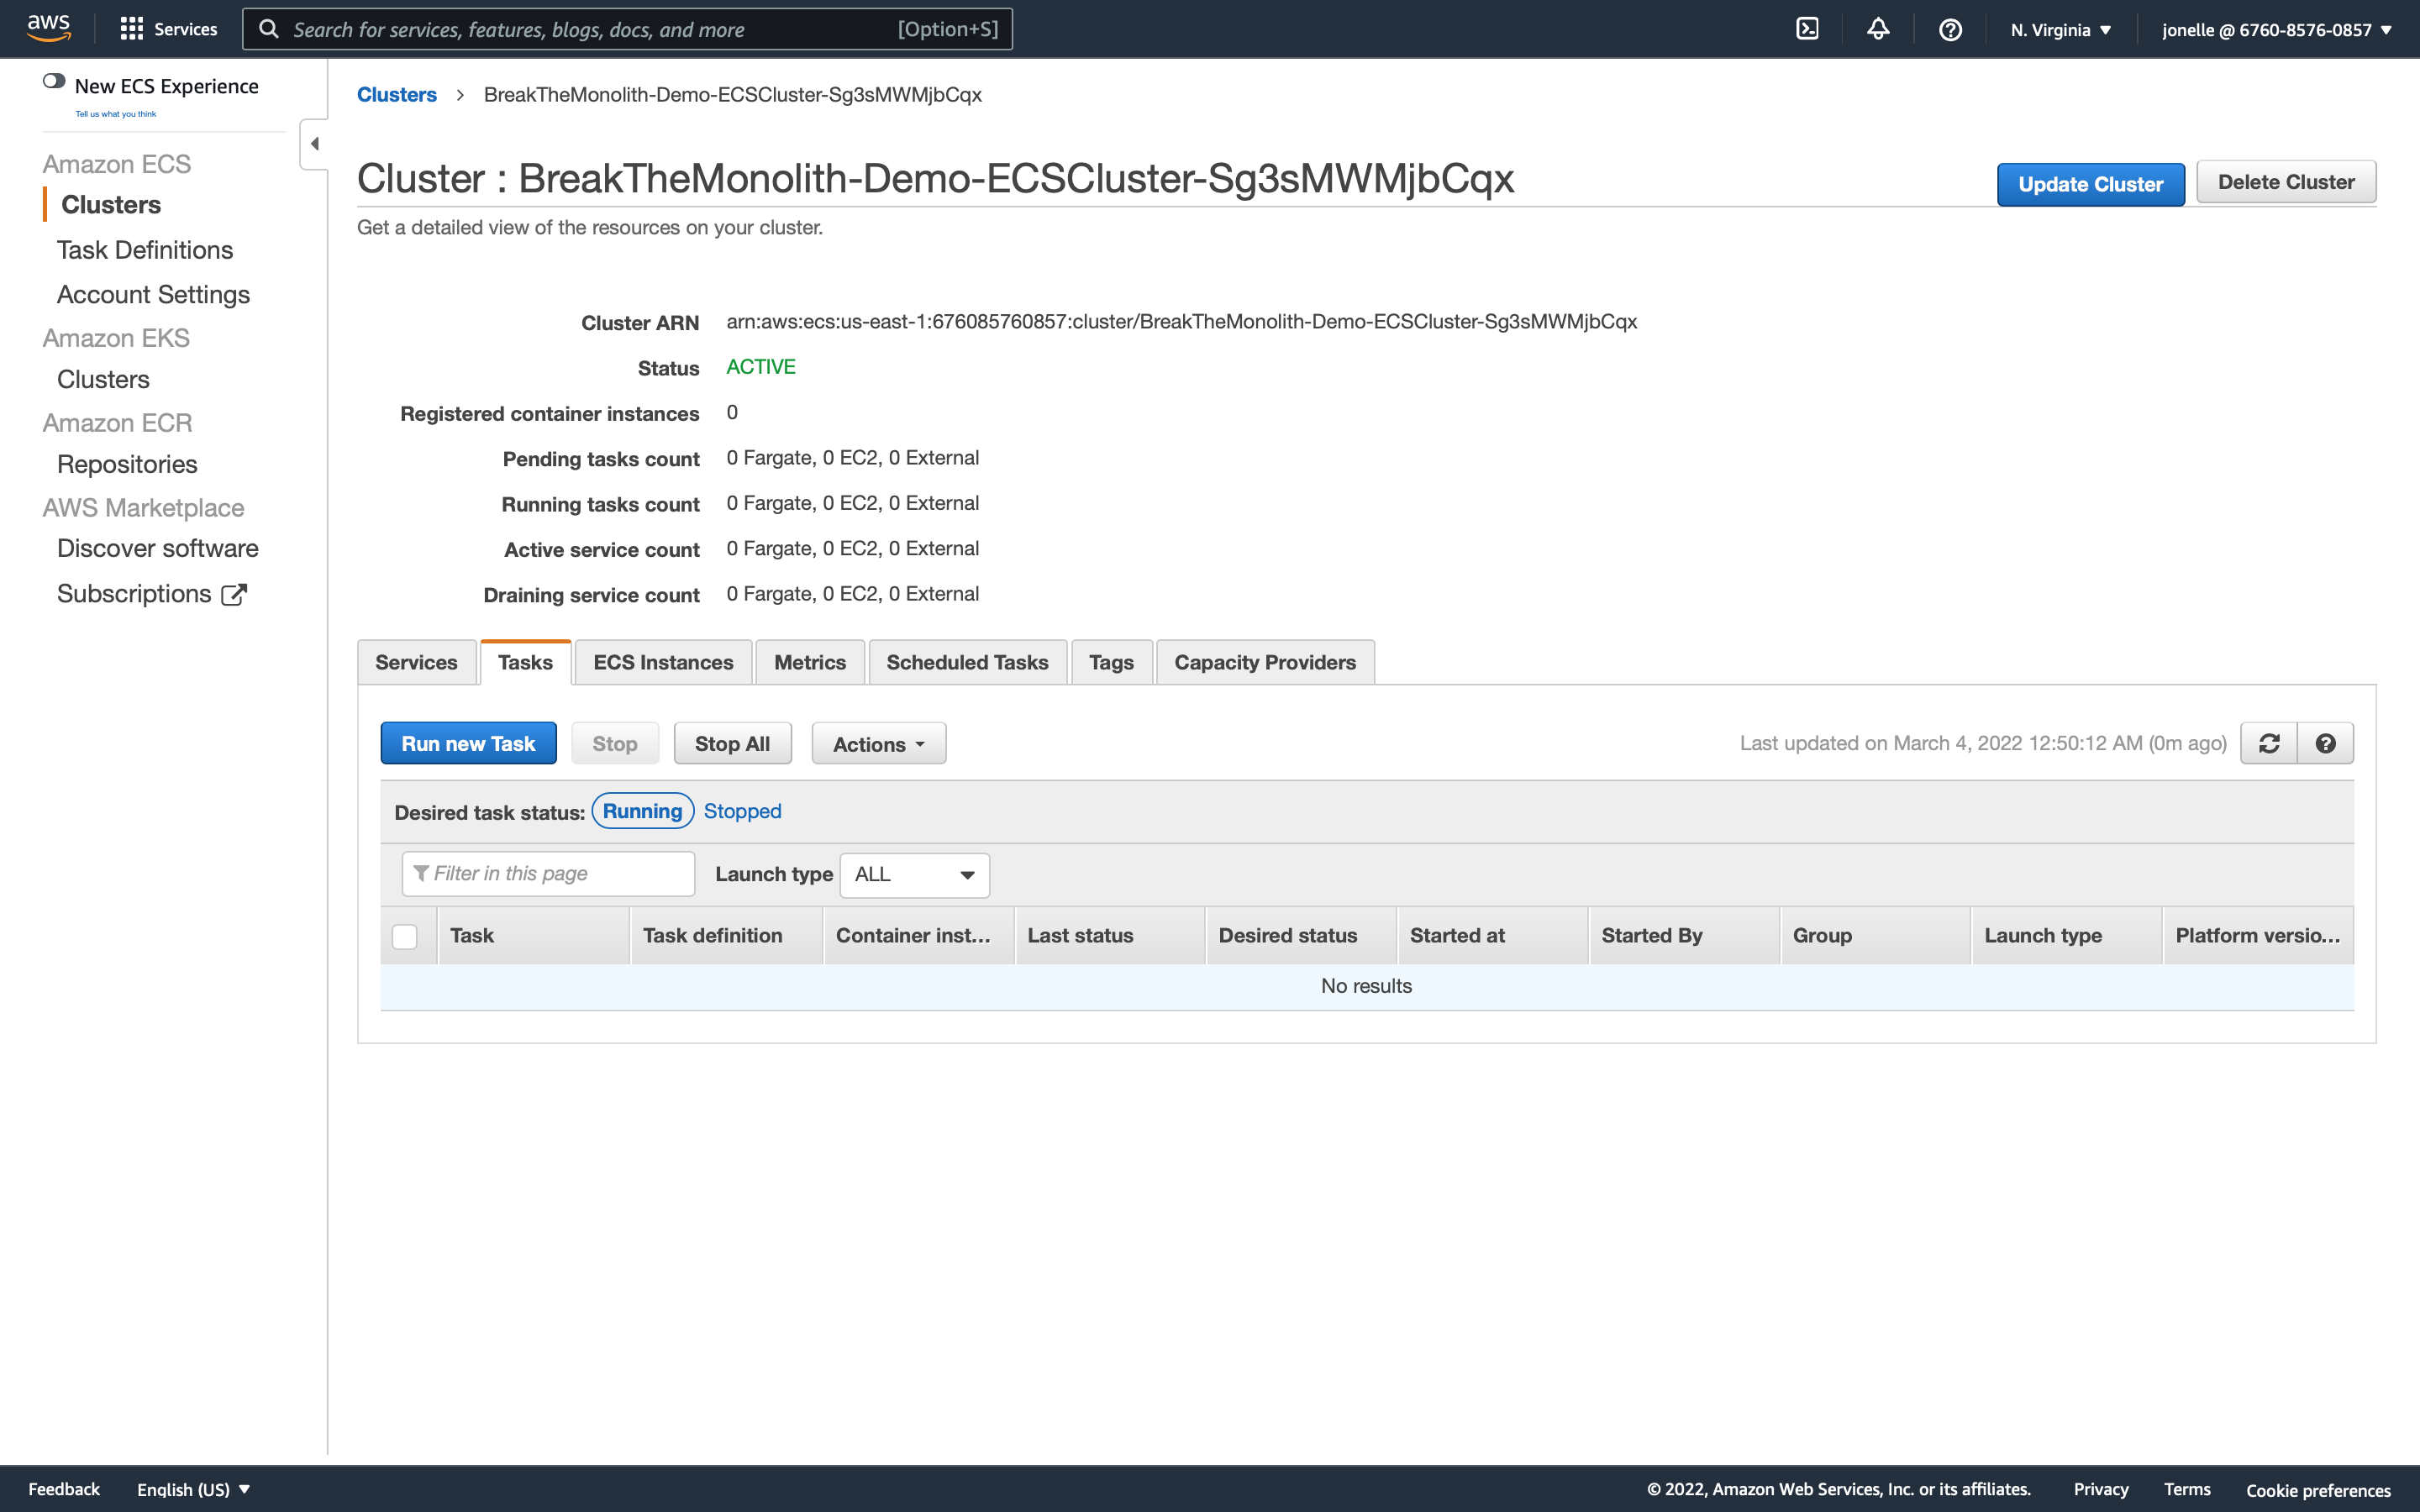 aws
Services
Search for services, features, blogs, docs, and more [Option+S]
N. Virginia
jonelle @ 6760-8576-0857
New ECS Experience
Tell us what you think
Amazon ECS
Clusters
Task Definitions
Account Settings
Amazon EKS
Clusters
Amazon ECR
Repositories
AWS Marketplace
Discover software
Subscriptions
Clusters > BreakTheMonolith-Demo-ECSCluster-Sg3sMWMjbCqx
Cluster : BreakTheMonolith-Demo-ECSCluster-Sg3sMWMjbCqx
Update Cluster
Delete Cluster
Get a detailed view of the resources on your cluster.
Cluster ARN arn:aws:ecs:us-east-1:676085760857:cluster/BreakTheMonolith-Demo-ECSCluster-Sg3sMWMjbCqx
Status ACTIVE
Registered container instances 0
Pending tasks count 0 Fargate, 0 EC2, 0 External
Running tasks count 0 Fargate, 0 EC2, 0 External
Active service count 0 Fargate, 0 EC2, 0 External
Draining service count 0 Fargate, 0 EC2, 0 External
Services Tasks ECS Instances Metrics Scheduled Tasks Tags Capacity Providers
Run new Task Stop Stop All Actions
Last updated on March 4, 2022 12:50:12 AM (0m ago)
Desired task status: Running Stopped
Filter in this page Launch type ALL
Task Task definition Container inst... Last status Desired status Started at Started By Group Launch type Platform versio...
No results
Feedback English (US)
© 2022, Amazon Web Services, Inc. or its affiliates. Privacy Terms Cookie preferences